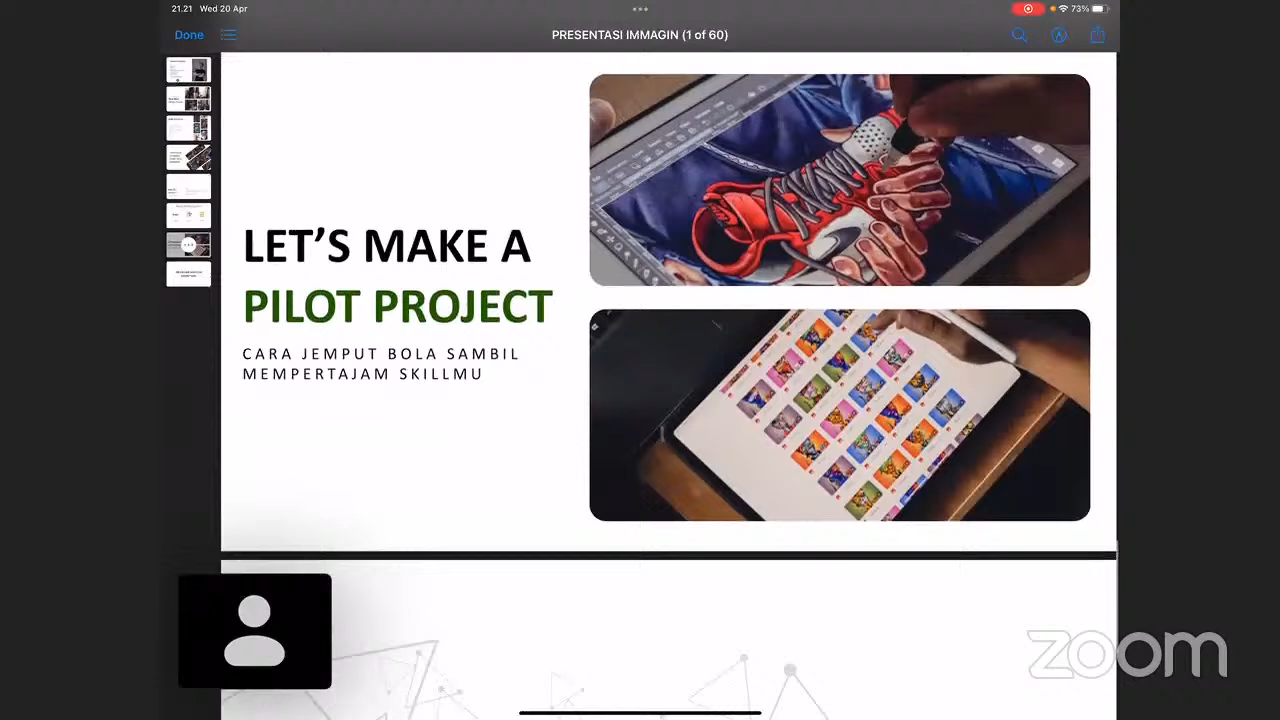 21.21 Wed 20 Apr
73%
Done
PRESENTASI IMMAGIN (1 of 60)
LET’S MAKE A
PILOT PROJECT
CARA JEMPUT BOLA SAMBIL
MEMPERTAJAM SKILLMU
zoom